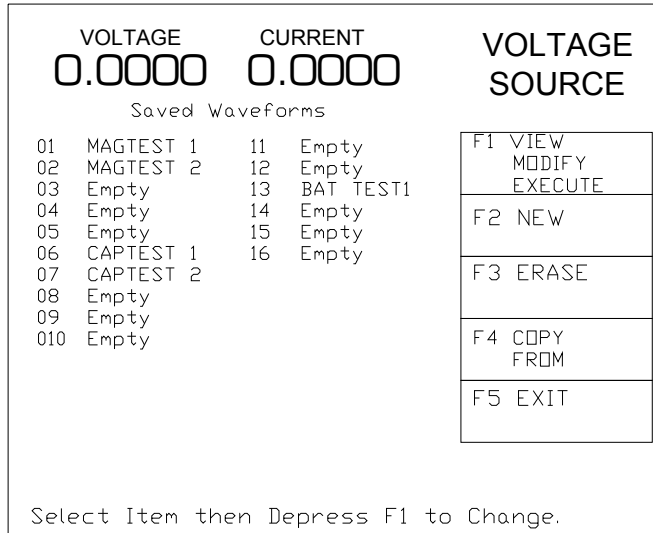 VOLTAGE CURRENT
0.0000 0.0000
VOLTAGE
SOURCE
Saved Waveforms
01 MAGTEST 1
02 MAGTEST 2
03 Empty
04 Empty
05 Empty
06 CAPTEST 1
07 CAPTEST 2
08 Empty
09 Empty
010 Empty
11 Empty
12 Empty
13 BAT TEST1
14 Empty
15 Empty
16 Empty
F1 VIEW
MODIFY
EXECUTE
F2 NEW
F3 ERASE
F4 COPY
FROM
F5 EXIT
Select Item then Depress F1 to Change.